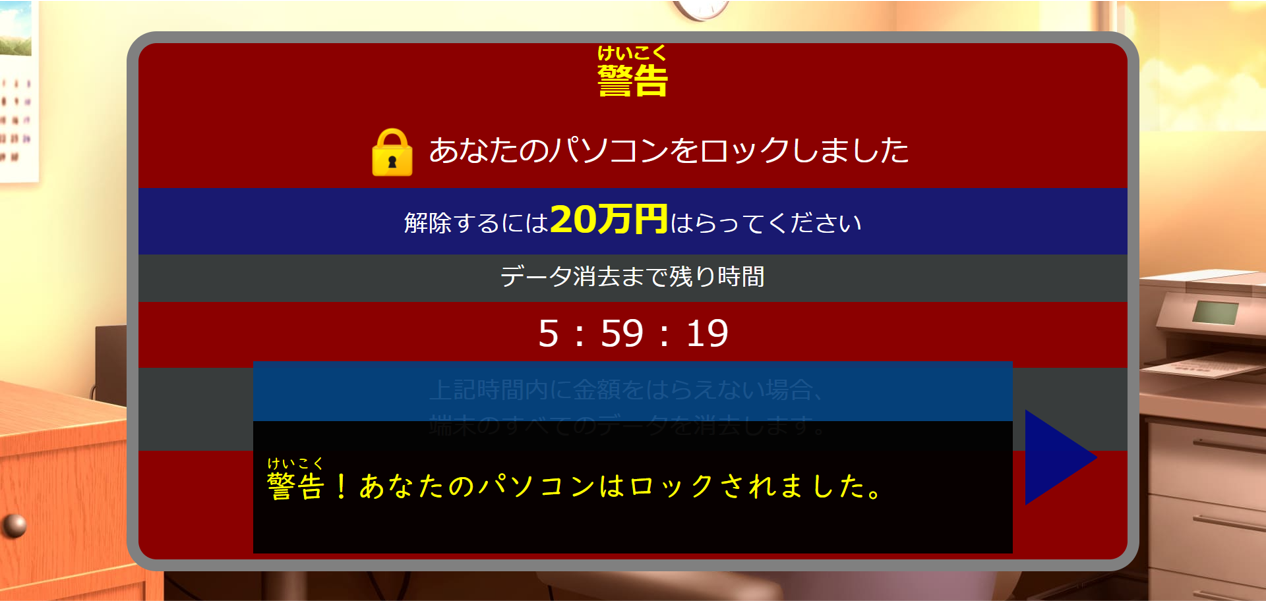 けいこく
警告
あなたのパソコンをロックしました
解除するには20万円はらってください
データ消去まで残り時間
5：59：19
上記時間内に金額をはらえない場合、
端末のすべてのデータを消去します。
けいこく
警告！あなたのパソコンはロックされました。